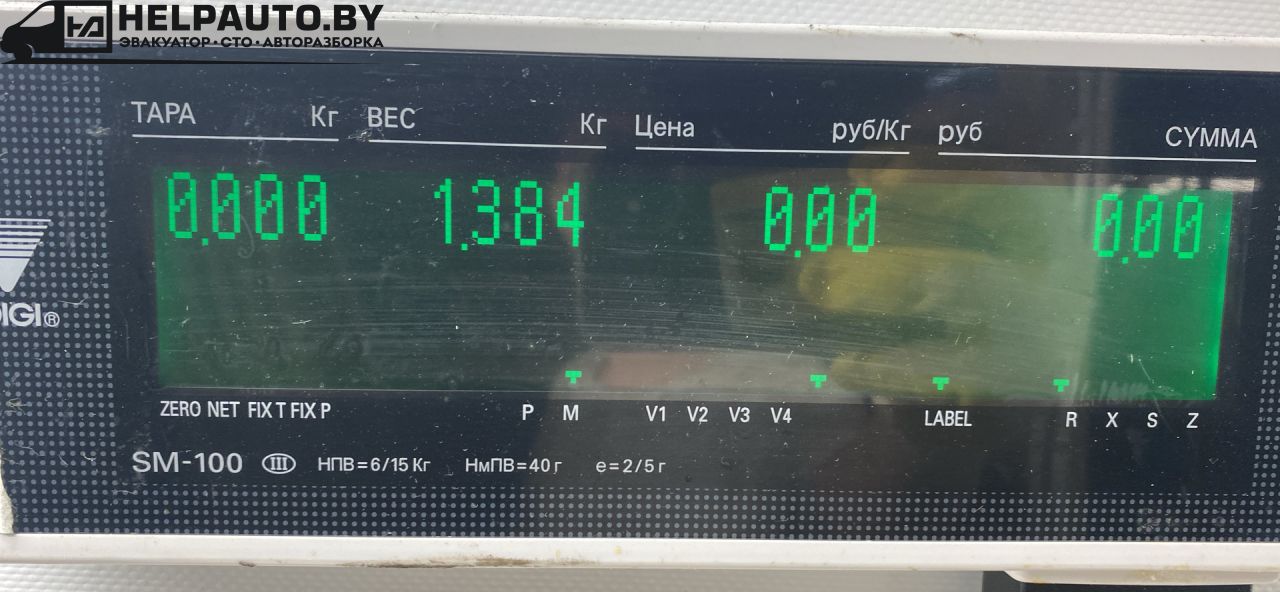 HELPAUTO.BY
ЭВАКУАТОР·СТО·АВТОРАЗБОРКА
ТАРА Кг ВЕС Кг Цена руб/Кг руб СУММА
0.000 1.384 0.00 0.00
IGI®
ZERO NET FIX T FIX P P M V1 V2 V3 V4 LABEL R X S Z
SM-100 III НПВ=6/15 Кг НмПВ=40 г e=2/5 г